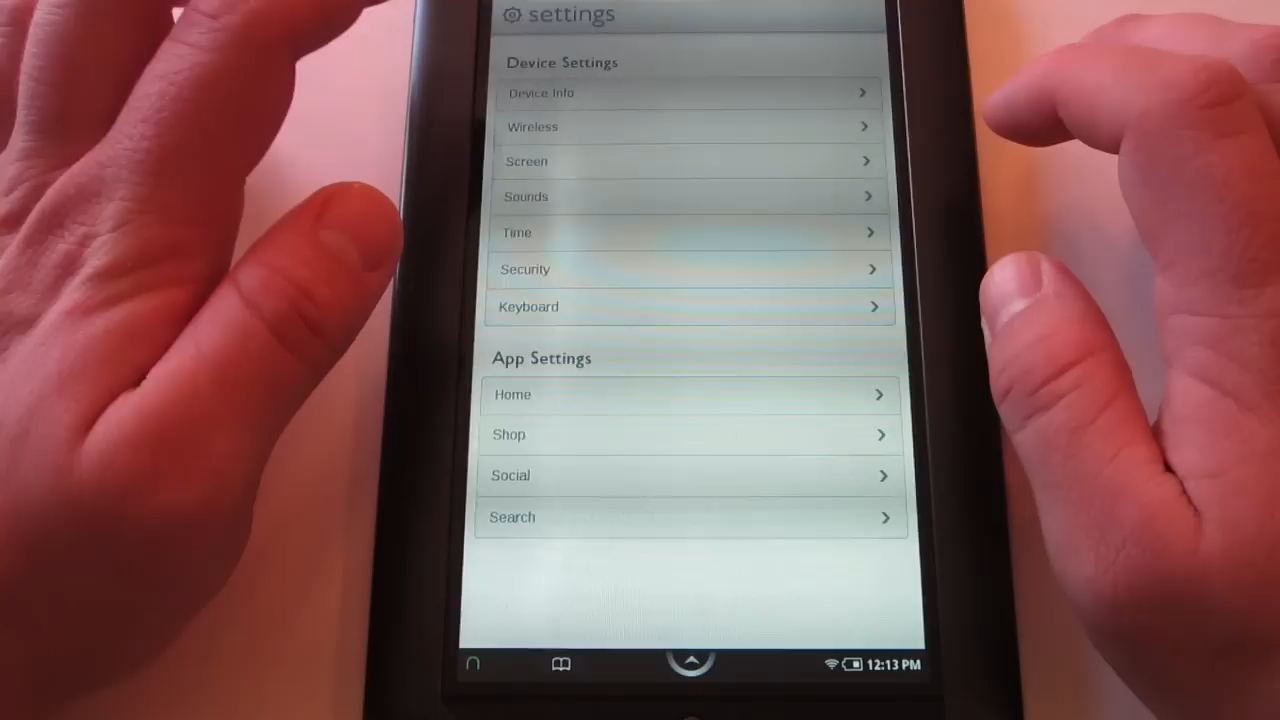 settings
Device Settings
Device Info
Wireless
Screen
Sounds
Time
Security
Keyboard
App Settings
Home
Shop
Social
Search
12:13 PM